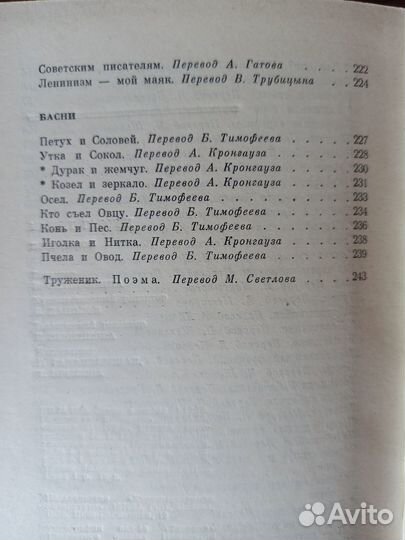 Советским писателям. Перевод А. Гатова . . . . 222
Ленинизм — мой маяк. Перевод В. Трубицына . . . 224
БАСНИ
Петух и Соловей. Перевод Б. Тимофеева . . . . . 227
Утка и Сокол. Перевод А. Кронгауза . . . . . . 228
* Дурак и жемчуг. Перевод А. Кронгауза . . . . . 230
* Козел и зеркало. Перевод А. Кронгауза . . . . . 231
Осел. Перевод Б. Тимофеева . . . . . . . . . 233
Кто съел Овцу. Перевод Б. Тимофеева . . . . . 234
Конь и Пес. Перевод Б. Тимофеева . . . . . . 236
Иголка и Нитка. Перевод А. Кронгауза . . . . . 238
Пчела и Овод. Перевод Б. Тимофеева . . . . . . 239
Труженик. Поэма. Перевод М. Светлова . . . . 243
Avito